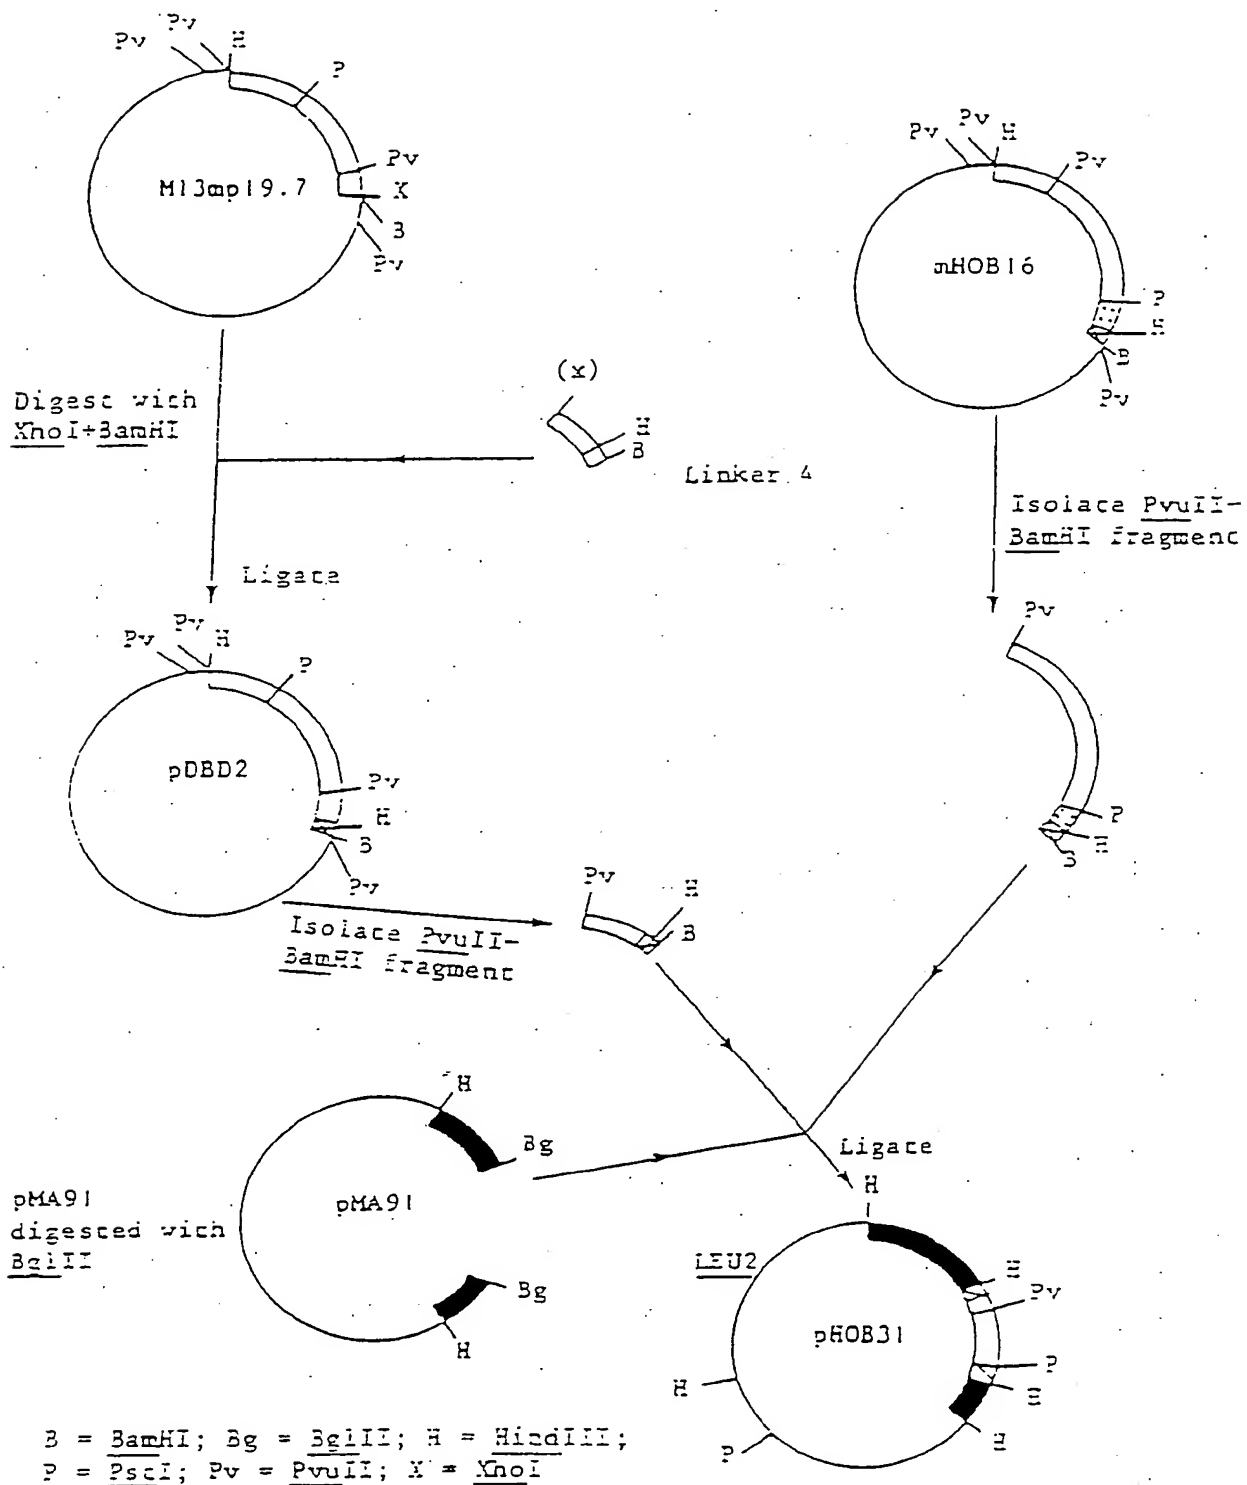 Pv
Pv
H
P
Pv
X
B
Pv
M13mp19.7
Pv
Pv
H
Pv
mHOB16
P
H
B
Pv
Digest with
XhoI+BamHI
(x)
H
B
Linker 4
Isolate PvuII-
BamHI fragment
Ligate
Pv
Pv
H
P
pDBD2
Pv
H
B
Pv
Pv
P
H
B
Isolate PvuII-
BamHI fragment
Pv
H
B
pMA91
digested with
BglII
H
Bg
pMA91
Bg
H
Ligate
H
LEU2
H
Pv
pHOB31
P
H
H
H
P
B = BamHI; Bg = BglII; H = HindIII;
P = PstI; Pv = PvuII; X = XhoI